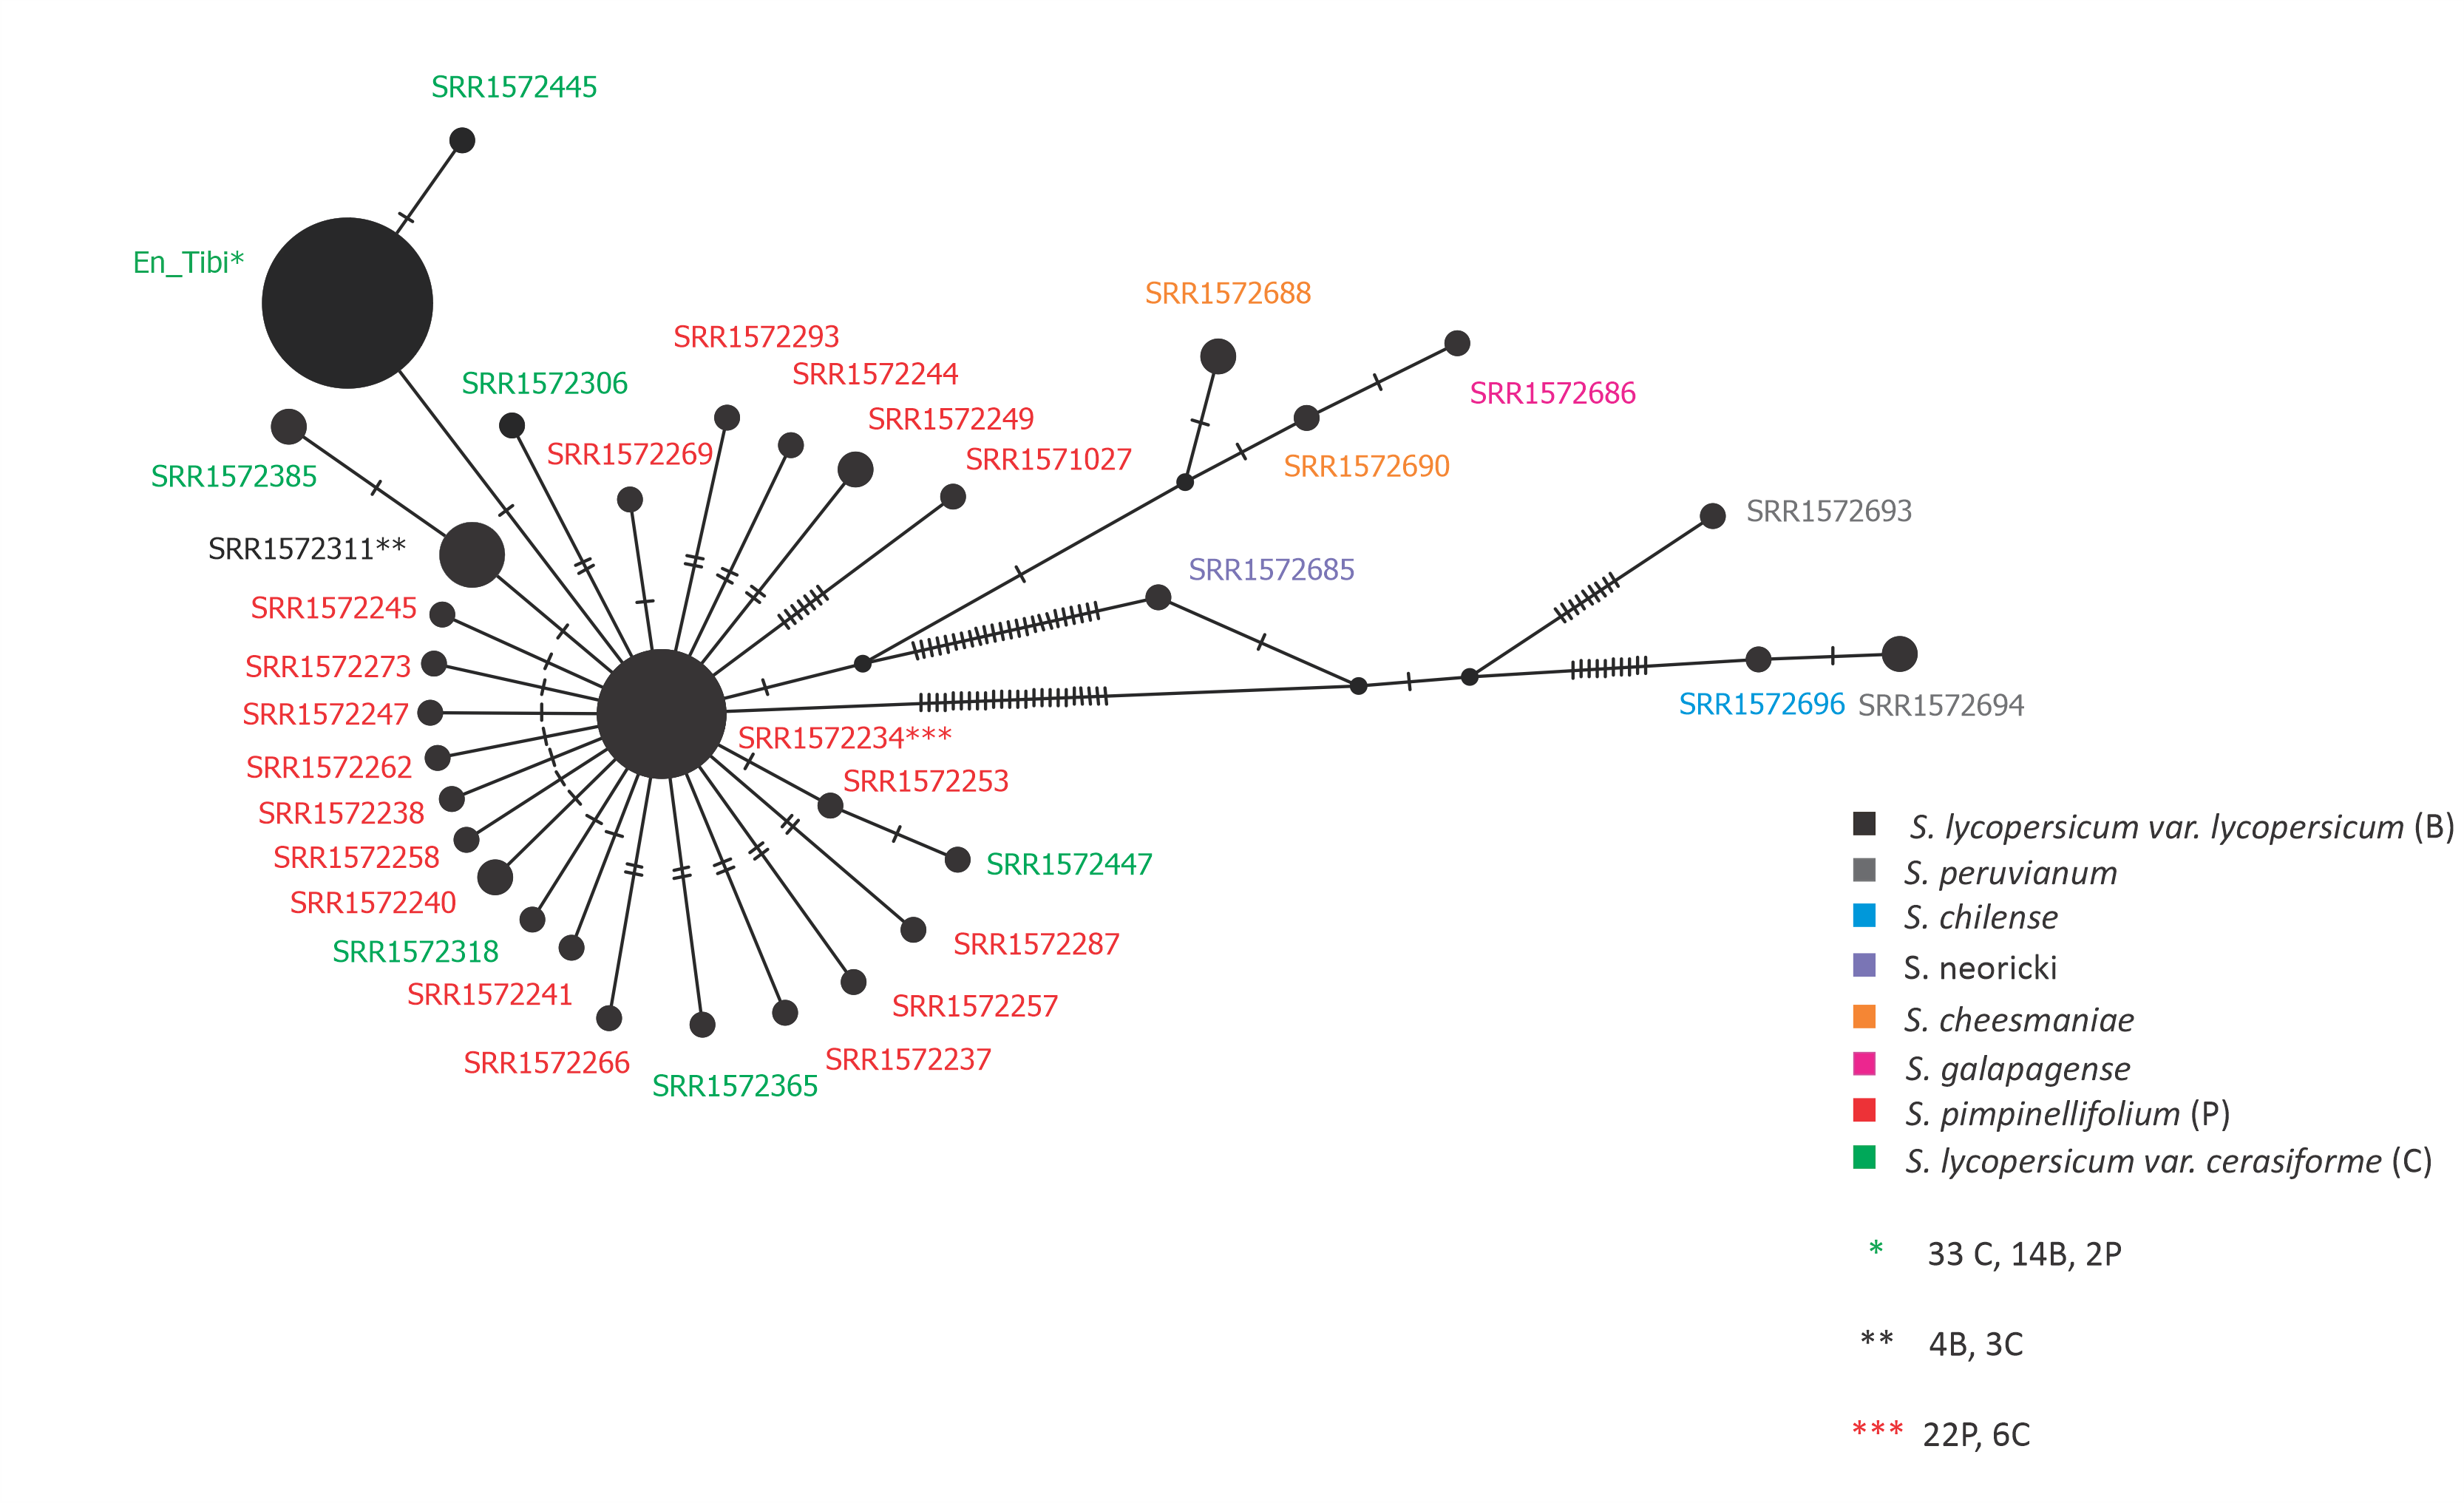 SRR1572445
En_Tibi*
SRR1572688
SRR1572293
SRR1572244
SRR1572306
SRR1572686
SRR1572249
SRR1572269
SRR1571027
SRR1572690
SRR1572385
SRR1572693
SRR1572311**
SRR1572685
SRR1572245
SRR1572273
SRR1572247
SRR1572696
SRR1572694
SRR1572234***
SRR1572262
SRR1572253
SRR1572238
SRR1572258
SRR1572447
SRR1572240
SRR1572318
SRR1572287
SRR1572241
SRR1572257
SRR1572266
SRR1572237
SRR1572365
S. lycopersicum var. lycopersicum (B)
S. peruvianum
S. chilense
S. neoricki
S. cheesmaniae
S. galapagense
S. pimpinellifolium (P)
S. lycopersicum var. cerasiforme (C)
* 33 C, 14B, 2P
** 4B, 3C
*** 22P, 6C